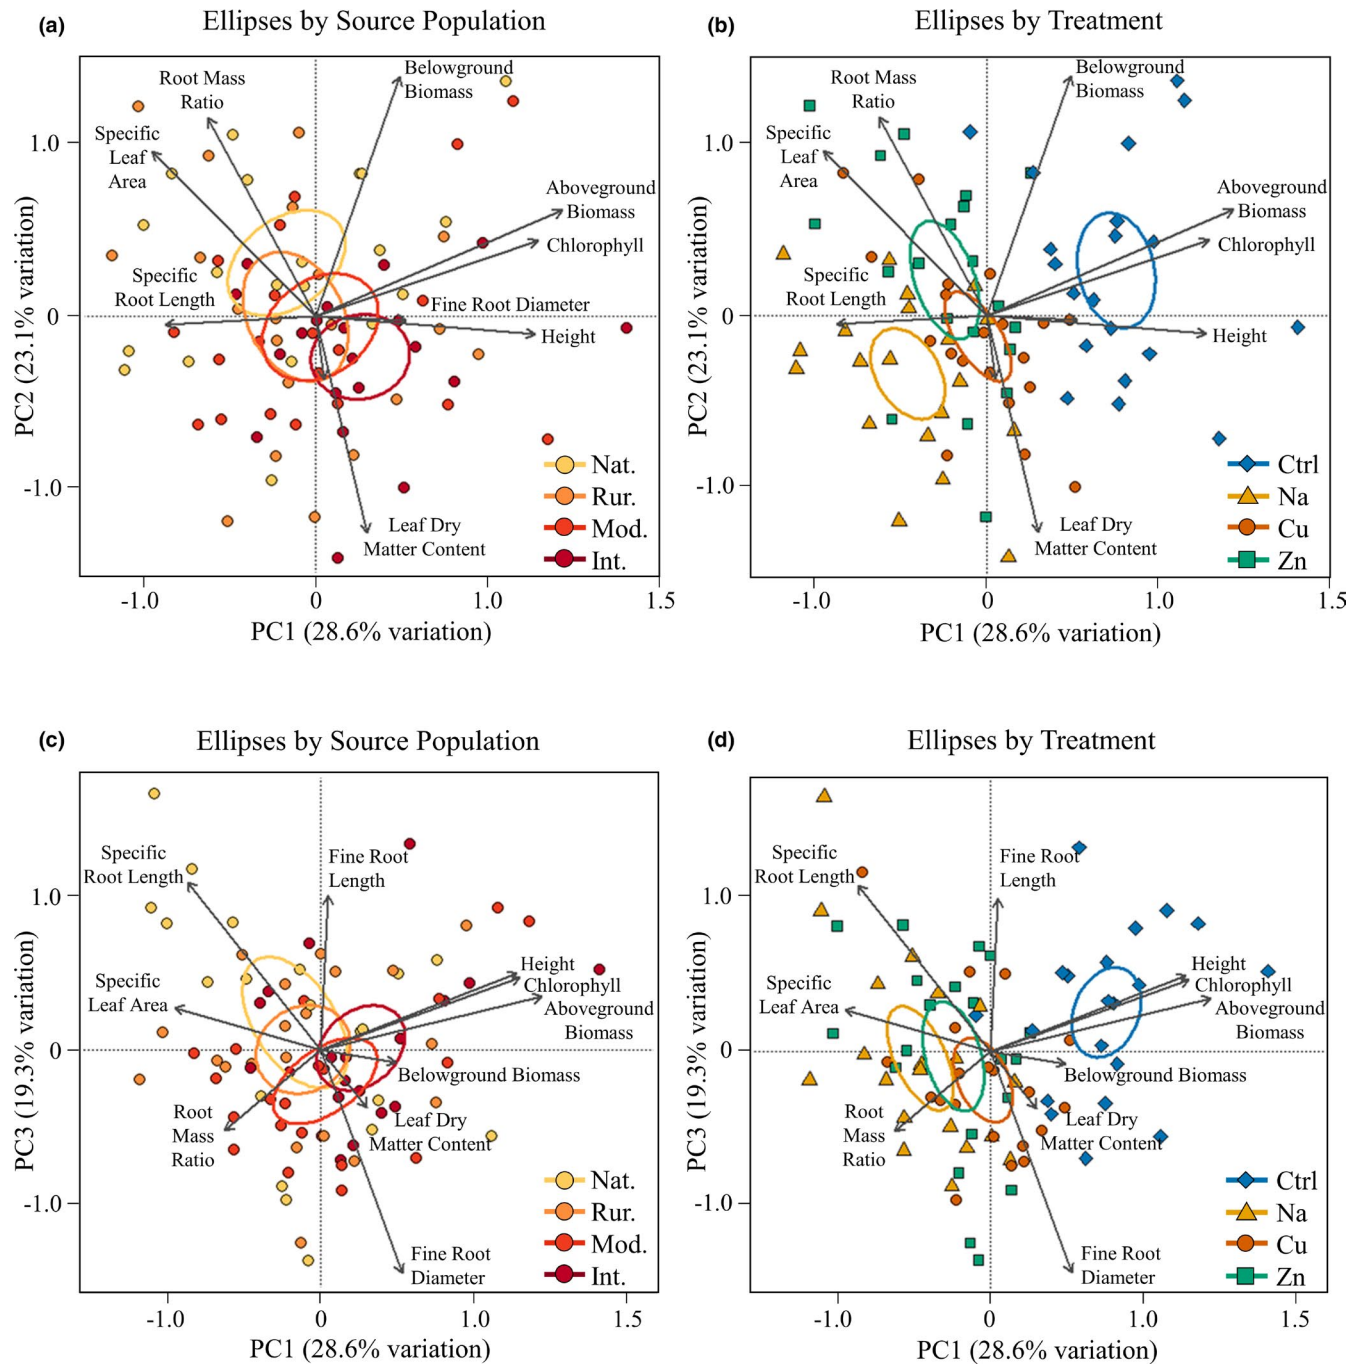 (a)
Ellipses by Source Population
Root Mass
Ratio
Belowground
Biomass
Specific
Leaf
Area
Aboveground
Biomass
Chlorophyll
Specific
Root Length
Fine Root Diameter
Height
Leaf Dry
Matter Content
Nat.
Rur.
Mod.
Int.
1.0
0
-1.0
PC2 (23.1% variation)
-1.0 0 1.0 1.5
PC1 (28.6% variation)
(b)
Ellipses by Treatment
Root Mass
Ratio
Belowground
Biomass
Specific
Leaf
Area
Aboveground
Biomass
Chlorophyll
Specific
Root Length
Height
Leaf Dry
Matter Content
Ctrl
Na
Cu
Zn
1.0
0
-1.0
PC2 (23.1% variation)
-1.0 0 1.0 1.5
PC1 (28.6% variation)
(c)
Ellipses by Source Population
Specific
Root Length
Fine Root
Length
Specific
Leaf Area
Height
Chlorophyll
Aboveground
Biomass
Belowground Biomass
Root
Mass
Ratio
Leaf Dry
Matter Content
Fine Root
Diameter
Nat.
Rur.
Mod.
Int.
1.0
0
-1.0
PC3 (19.3% variation)
-1.0 0 1.0 1.5
PC1 (28.6% variation)
(d)
Ellipses by Treatment
Specific
Root Length
Fine Root
Length
Specific
Leaf Area
Height
Chlorophyll
Aboveground
Biomass
Belowground Biomass
Root
Mass
Ratio
Leaf Dry
Matter Content
Fine Root
Diameter
Ctrl
Na
Cu
Zn
1.0
0
-1.0
PC3 (19.3% variation)
-1.0 0 1.0 1.5
PC1 (28.6% variation)